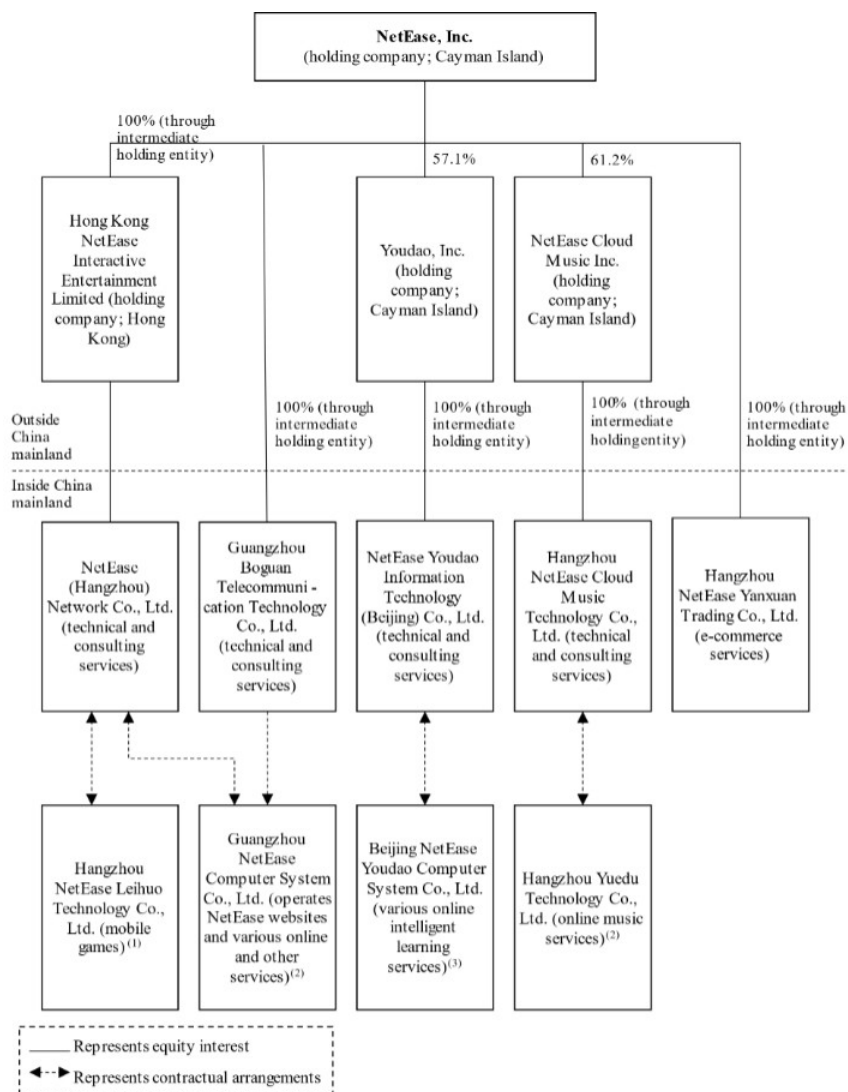 NetEase, Inc.
(holding company; Cayman Island)
100% (through
intermediate
holding entity)
57.1%
61.2%
Hong Kong
NetEase
Interactive
Entertainment
Limited (holding
company; Hong
Kong)
Youdao, Inc.
(holding
company;
Cayman Island)
NetEase Cloud
Music Inc.
(holding
company;
Cayman Island)
Outside
China
mainland
100% (through
intermediate
holding entity)
100% (through
intermediate
holding entity)
100% (through
intermediate
holdingentity)
100% (through
intermediate
holding entity)
Inside China
mainland
NetEase
(Hangzhou)
Network Co., Ltd.
(technical and
consulting
services)
Guangzhou
Boguan
Telecommuni -
cation Technology
Co., Ltd.
(technical and
consulting
services)
NetEase Youdao
Information
Technology
(Beijing) Co., Ltd.
(technical and
consulting
services)
Hangzhou
NetEase Cloud
Music
Technology Co.,
Ltd. (technical
and consulting
services)
Hangzhou
NetEase Yanxuan
Trading Co., Ltd.
(e-commerce
services)
Hangzhou
NetEase Leihuo
Technology Co.,
Ltd. (mobile
games)(1)
Guangzhou
NetEase
Computer System
Co., Ltd. (operates
NetEase websites
and various online
and other
services)(2)
Beijing NetEase
Youdao Computer
System Co., Ltd.
(various online
intelligent
learning
services)(3)
Hangzhou Yuedu
Technology Co.,
Ltd. (online music
services)(2)
Represents equity interest
Represents contractual arrangements